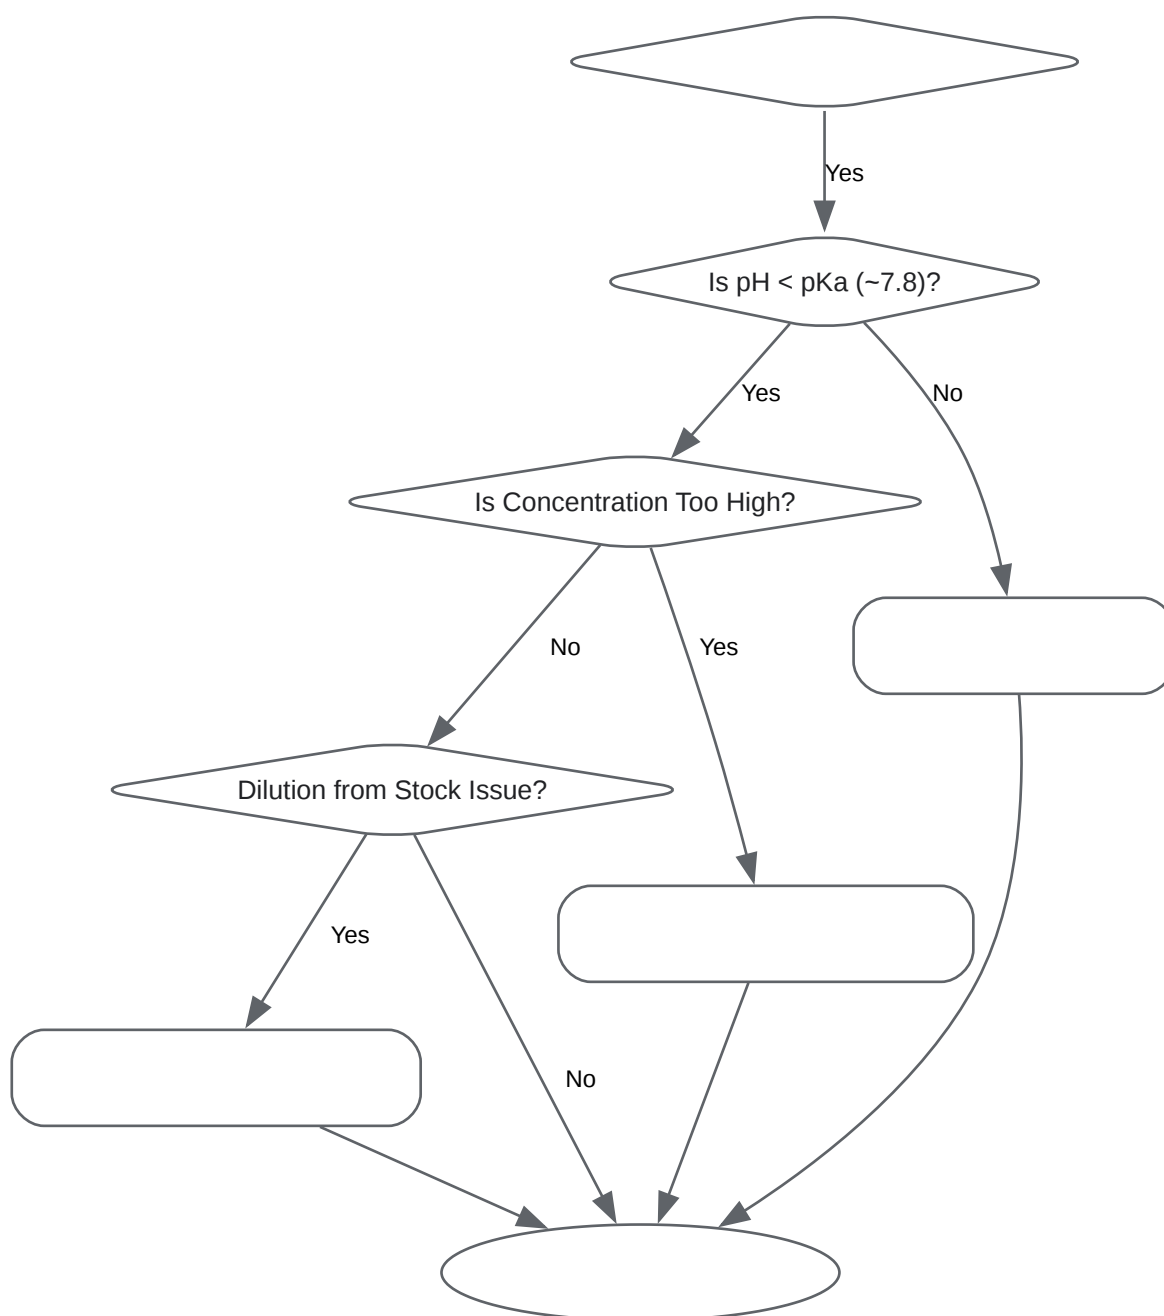 Yes
Is pH < pKa (~7.8)?
Yes
No
Is Concentration Too High?
No
Yes
Dilution from Stock Issue?
Yes
No